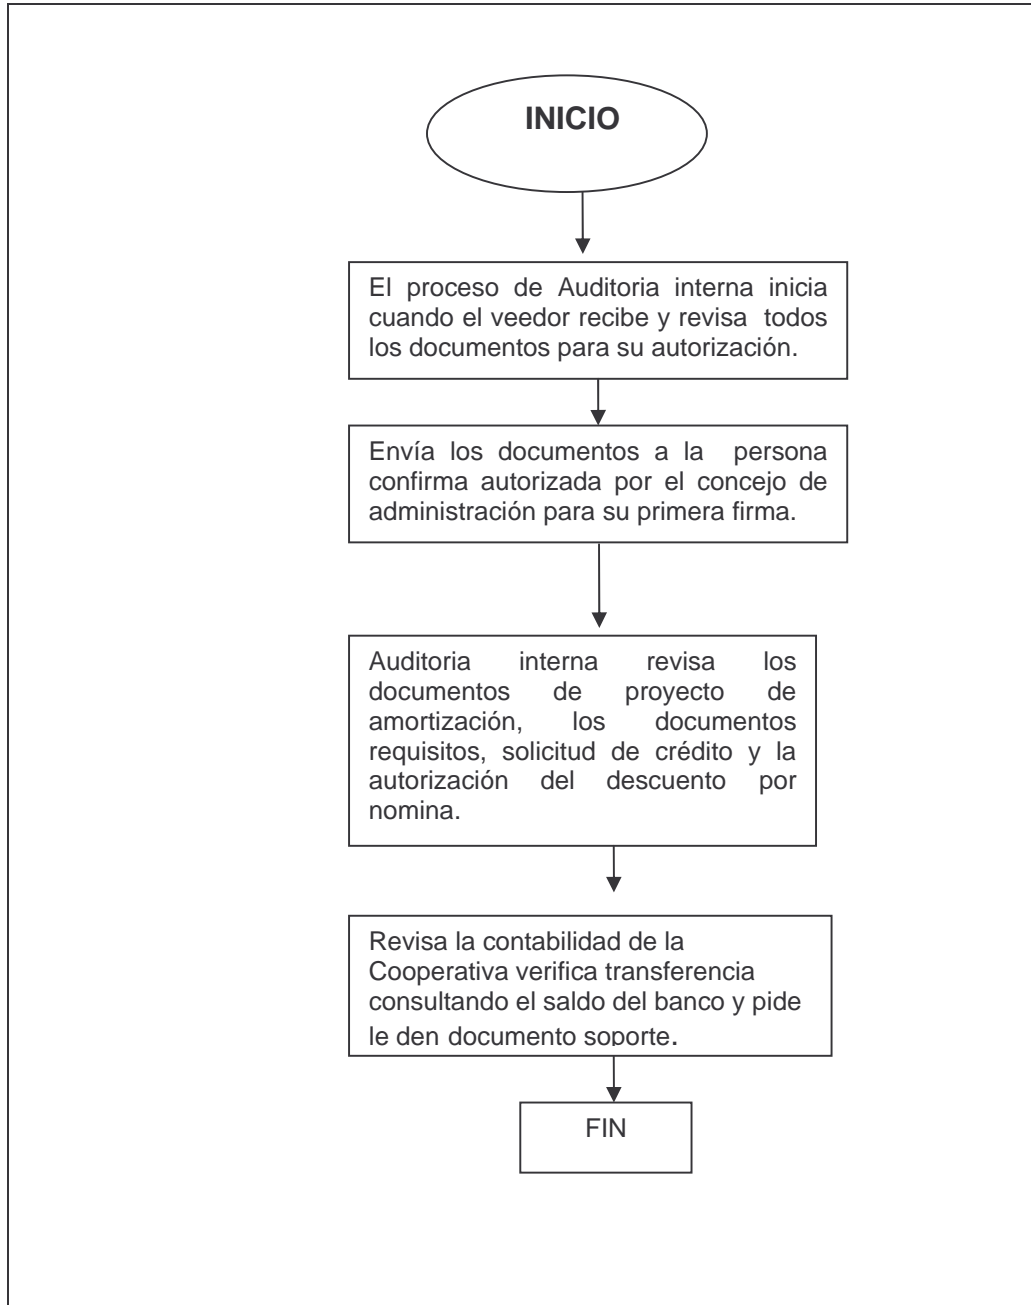 INICIO
El proceso de Auditoria interna inicia
cuando el veedor recibe y revisa todos
los documentos para su autorización.
Envía los documentos a la persona
confirma autorizada por el concejo de
administración para su primera firma.
Auditoria interna revisa los
documentos de proyecto de
amortización, los documentos
requisitos, solicitud de crédito y la
autorización del descuento por
nomina.
Revisa la contabilidad de la
Cooperativa verifica transferencia
consultando el saldo del banco y pide
le den documento soporte.
FIN